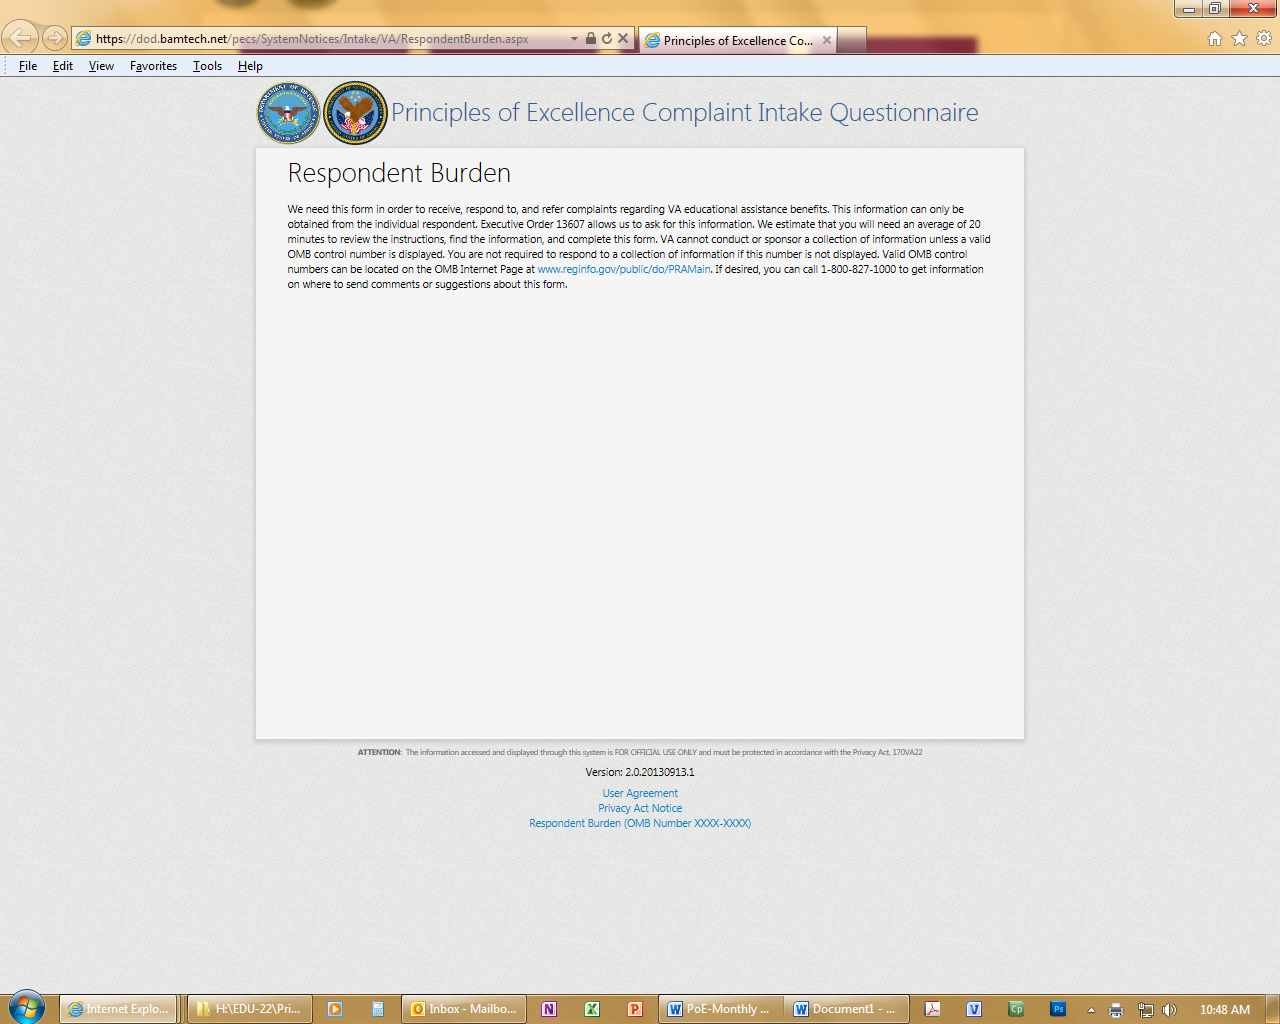 https://dod.bamtech.net/pecs/SystemNotices/Intake/VA/RespondentBurden.aspx
Principles of Excellence Co...
File Edit View Favorites Tools Help
Principles of Excellence Complaint Intake Questionnaire
Respondent Burden
We need this form in order to receive, respond to, and refer complaints regarding VA educational assistance benefits. This information can only be
obtained from the individual respondent. Executive Order 13607 allows us to ask for this information. We estimate that you will need an average of 20
minutes to review the instructions, find the information, and complete this form. VA cannot conduct or sponsor a collection of information unless a valid
OMB control number is displayed. You are not required to respond to a collection of information if this number is not displayed. Valid OMB control
numbers can be located on the OMB Internet Page at www.reginfo.gov/public/do/PRAMain. If desired, you can call 1-800-827-1000 to get information
on where to send comments or suggestions about this form.
ATTENTION: The information accessed and displayed through this system is FOR OFFICIAL USE ONLY and must be protected in accordance with the Privacy Act, 170VA22
Version: 2.0.20130913.1
User Agreement
Privacy Act Notice
Respondent Burden (OMB Number XXXX-XXXX)
Internet Explo... H:\EDU-22\Pri... Inbox - Mailbo... PoE-Monthly ... Document1 - ... 10:48 AM